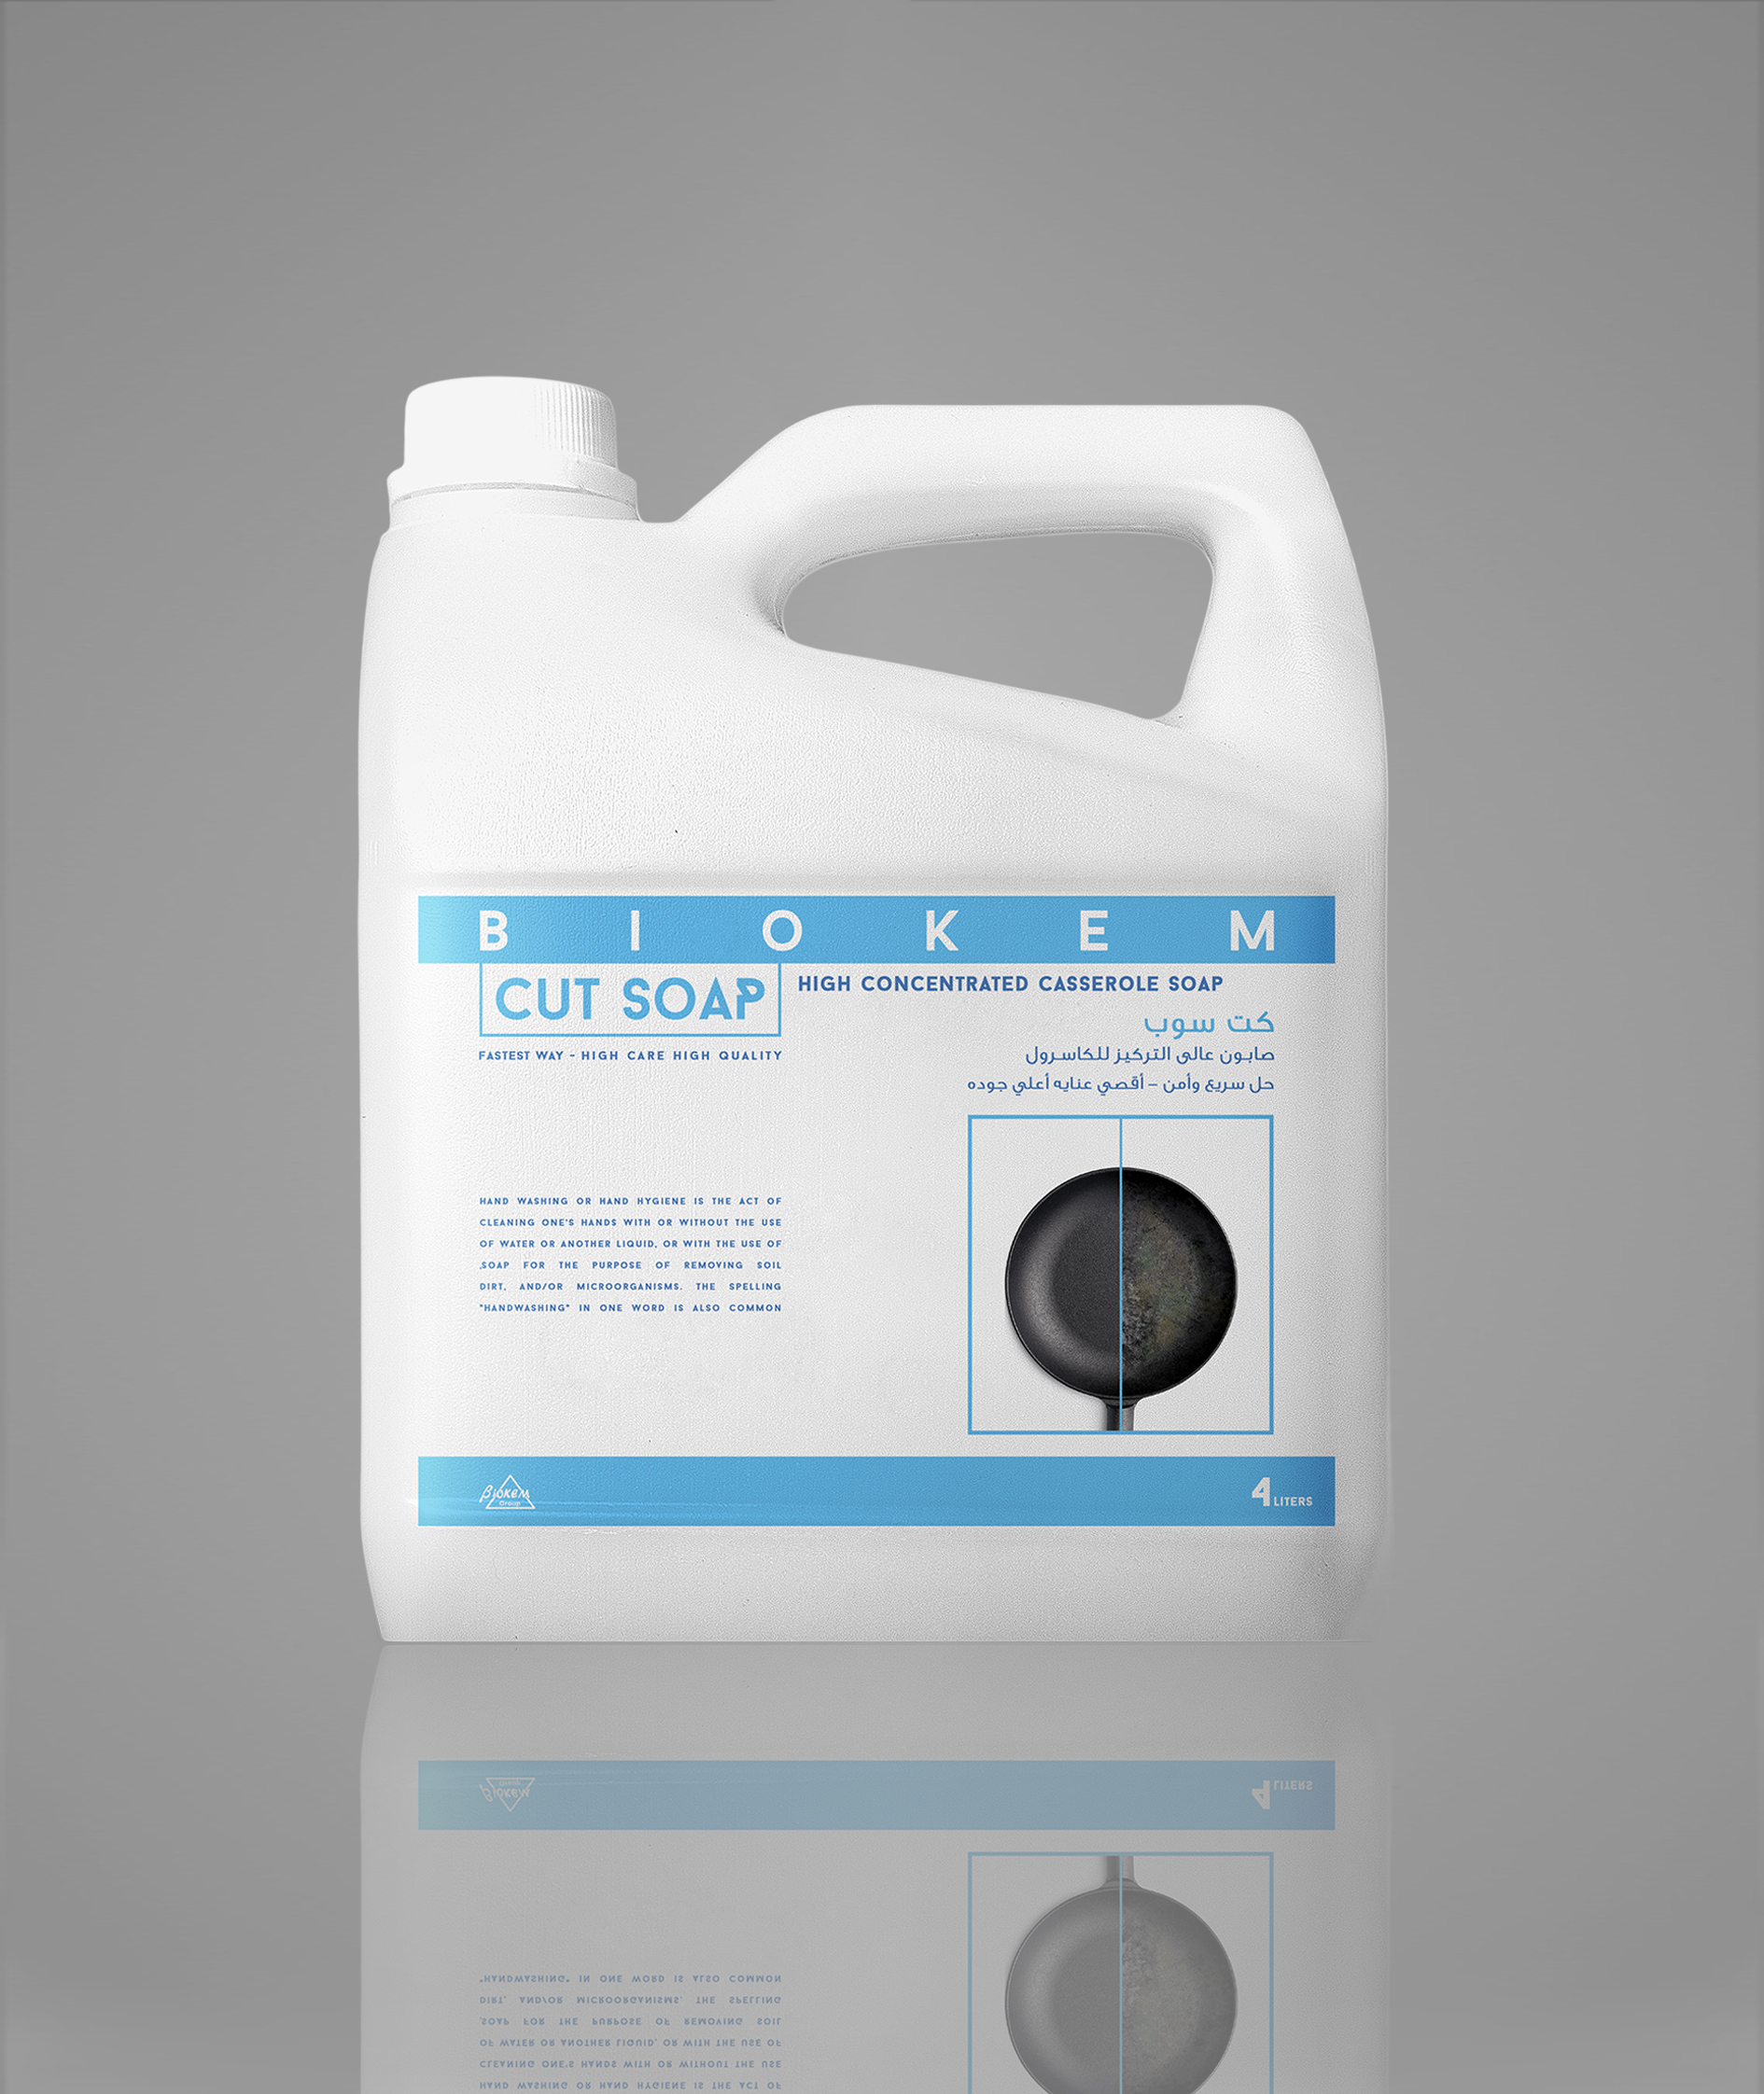 BIOKEM
CUT SOAP
HIGH CONCENTRATED CASSEROLE SOAP
FASTEST WAY - HIGH CARE HIGH QUALITY
كت سوب
صابون عالى التركيز للكاسرول
حل سريع وأمن – أقصي عنايه أعلي جوده
HAND WASHING OR HAND HYGIENE IS THE ACT OF
CLEANING ONE'S HANDS WITH OR WITHOUT THE USE
OF WATER OR ANOTHER LIQUID, OR WITH THE USE OF
,SOAP FOR THE PURPOSE OF REMOVING SOIL
DIRT, AND/OR MICROORGANISMS. THE SPELLING
"HANDWASHING" IN ONE WORD IS ALSO COMMON
Biokem
Group
4 LITERS